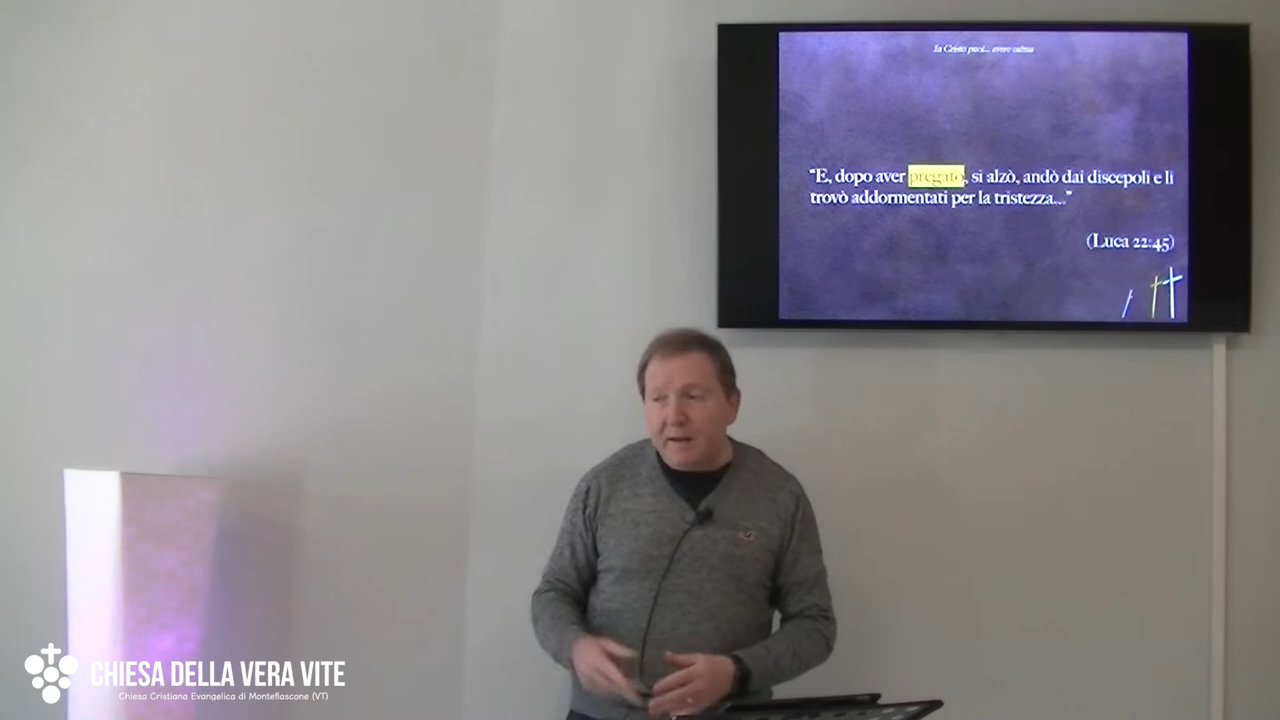 In Cristo puoi... avere calma
"E, dopo aver pregato, si alzò, andò dai discepoli e li
trovò addormentati per la tristezza..."
(Luca 22:45)
CHIESA DELLA VERA VITE
Chiesa Cristiana Evangelica di Montefiascone (VT)